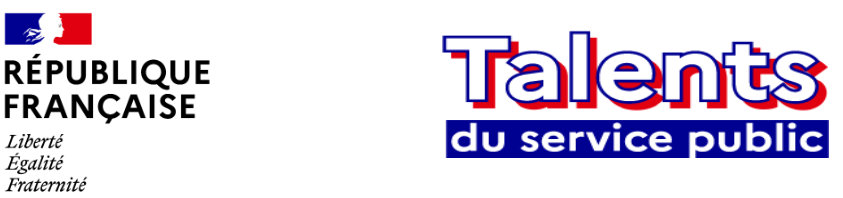 RÉPUBLIQUE
FRANÇAISE
Liberté
Égalité
Fraternité
Talents
du service public